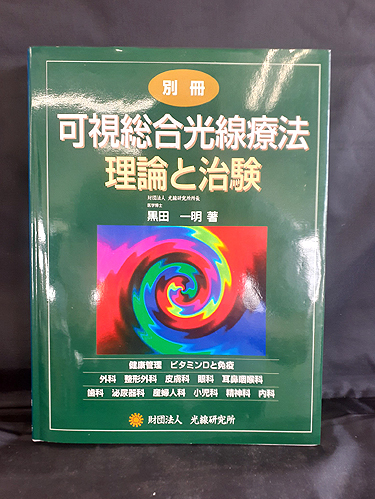 別冊
可視総合光線療法
理論と治験
財団法人 光線研究所所長
医学博士
黒田 一明 著
健康管理 ビタミンDと免疫
外科 整形外科 皮膚科 眼科 耳鼻咽喉科
歯科 泌尿器科 産婦人科 小児科 精神科 内科
財団法人 光線研究所